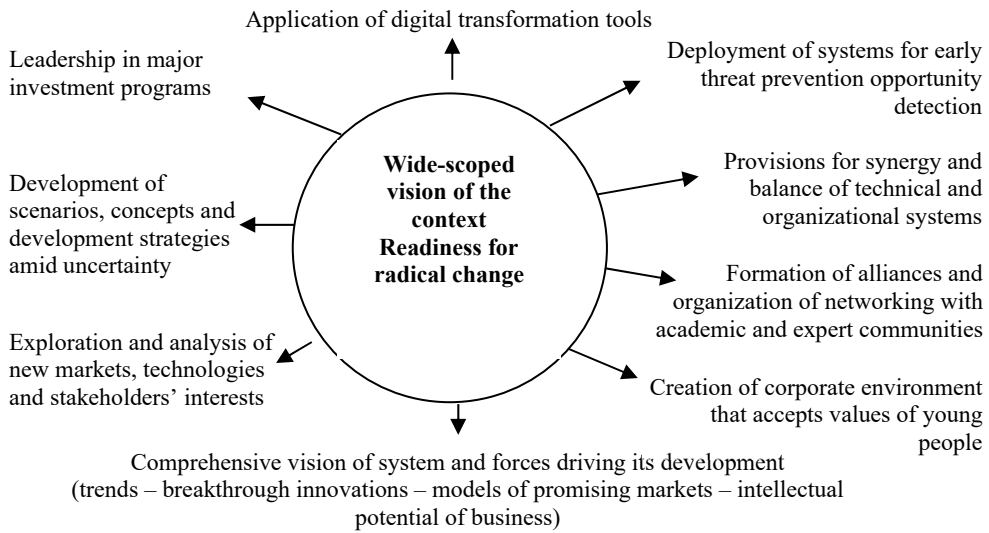 Application of digital transformation tools
Leadership in major
investment programs
Deployment of systems for early
threat prevention opportunity
detection
Wide-scoped
vision of the
context
Readiness for
radical change
Development of
scenarios, concepts and
development strategies
amid uncertainty
Provisions for synergy and
balance of technical and
organizational systems
Formation of alliances and
organization of networking with
academic and expert communities
Exploration and analysis of
new markets, technologies
and stakeholders’ interests
Creation of corporate environment
that accepts values of young
people
Comprehensive vision of system and forces driving its development
(trends – breakthrough innovations – models of promising markets – intellectual
potential of business)